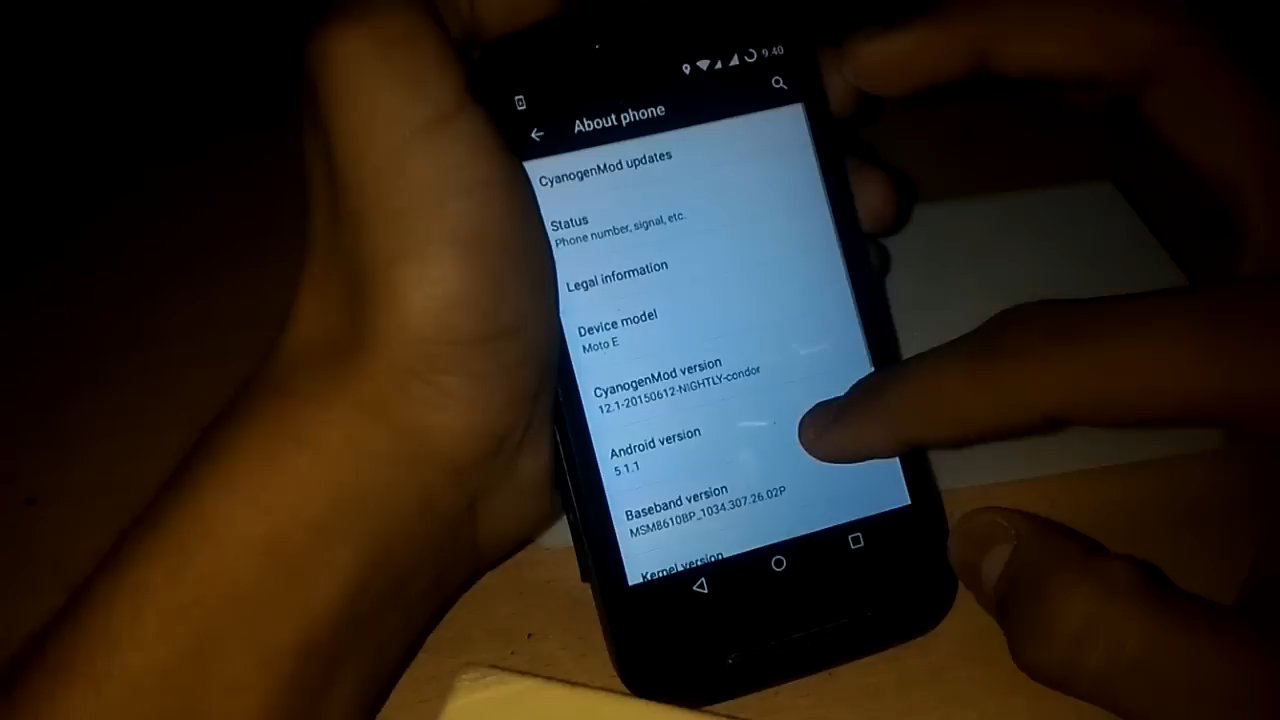 9.40
About phone
CyanogenMod updates
Status
Phone number, signal, etc.
Legal information
Device model
Moto E
CyanogenMod version
12.1-20150612-NIGHTLY-condor
Android version
5.1.1
Baseband version
MSM8610BP_1034.307.26.02P
Kernel version